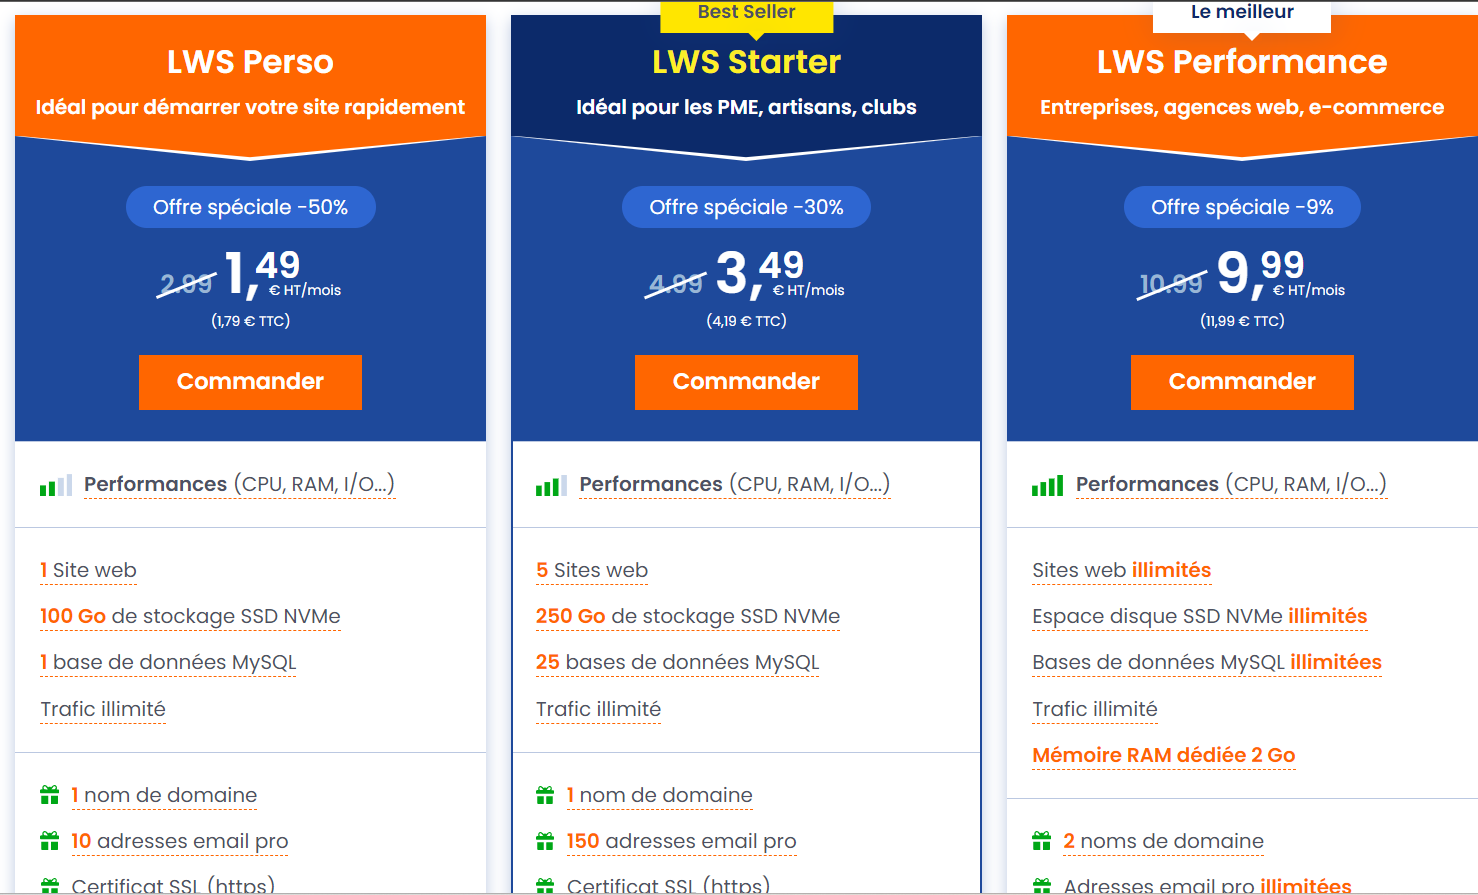 LWS Perso
Idéal pour démarrer votre site rapidement
Offre spéciale -50%
2.99 1,49 € HT/mois
(1,79 € TTC)
Commander
Performances (CPU, RAM, I/O...)
1 Site web
100 Go de stockage SSD NVMe
1 base de données MySQL
Trafic illimité
1 nom de domaine
10 adresses email pro
Certificat SSL (https)
Best Seller
LWS Starter
Idéal pour les PME, artisans, clubs
Offre spéciale -30%
4.99 3,49 € HT/mois
(4,19 € TTC)
Commander
Performances (CPU, RAM, I/O...)
5 Sites web
250 Go de stockage SSD NVMe
25 bases de données MySQL
Trafic illimité
1 nom de domaine
150 adresses email pro
Certificat SSL (https)
Le meilleur
LWS Performance
Entreprises, agences web, e-commerce
Offre spéciale -9%
10.99 9,99 € HT/mois
(11,99 € TTC)
Commander
Performances (CPU, RAM, I/O...)
Sites web illimités
Espace disque SSD NVMe illimités
Bases de données MySQL illimitées
Trafic illimité
Mémoire RAM dédiée 2 Go
2 noms de domaine
Adresses email pro illimitées